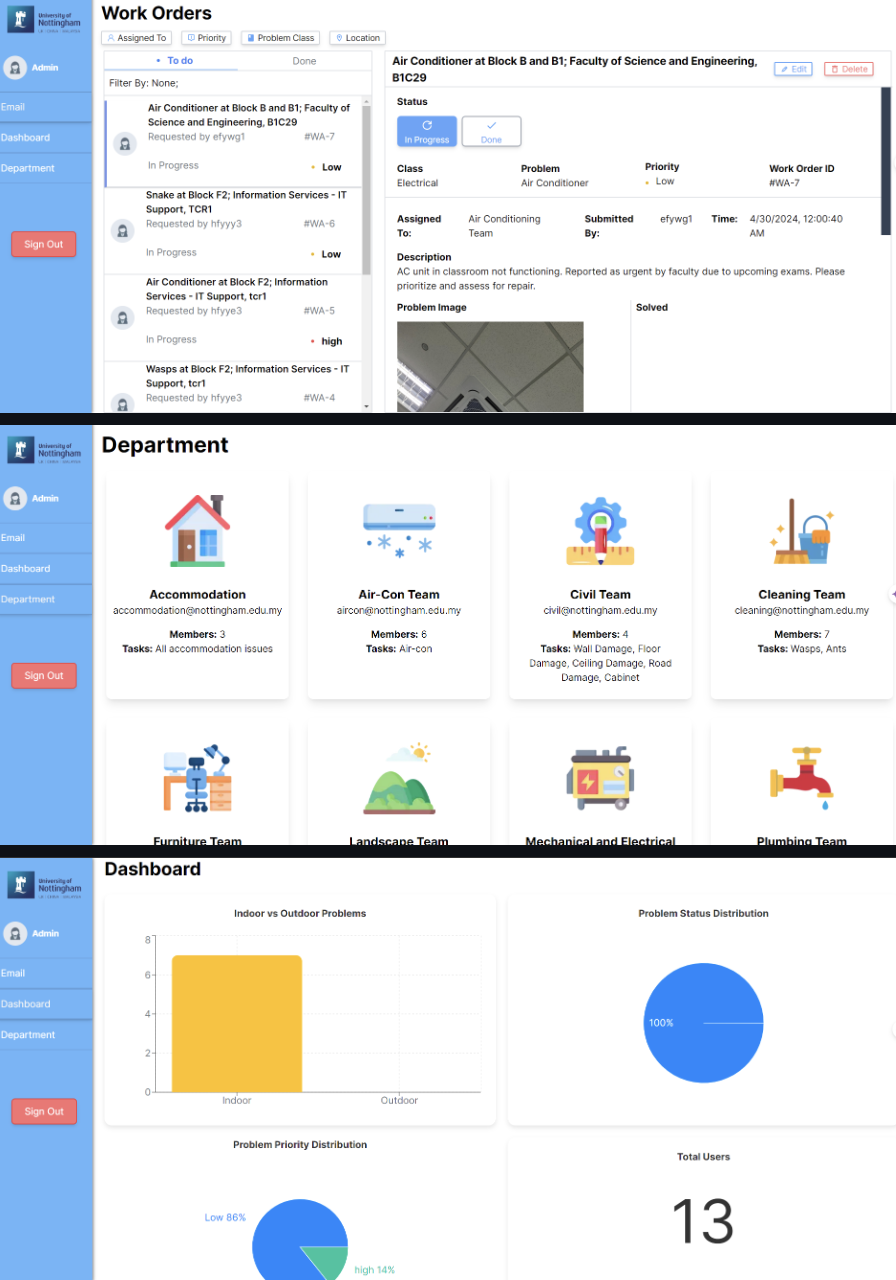 Work Orders
University of
Nottingham
UK | CHINA | MALAYSIA
Assigned To
Priority
Problem Class
Location
Admin
Email
Dashboard
Department
Sign Out
To do
Done
Filter By: None;
Air Conditioner at Block B and B1; Faculty of
Science and Engineering, B1C29
Requested by efywg1
#WA-7
In Progress
Low
Snake at Block F2; Information Services - IT
Support, TCR1
Requested by hfyyy3
#WA-6
In Progress
Low
Air Conditioner at Block F2; Information
Services - IT Support, tcr1
Requested by hfyye3
#WA-5
In Progress
high
Wasps at Block F2; Information Services - IT
Support, tcr1
Requested by hfyye3
#WA-4
Air Conditioner at Block B and B1; Faculty of Science and Engineering,
B1C29
Edit
Delete
Status
In Progress
Done
Class
Problem
Priority
Work Order ID
Electrical
Air Conditioner
Low
#WA-7
Assigned
To:
Air Conditioning
Team
Submitted
By:
efywg1
Time:
4/30/2024, 12:00:40
AM
Description
AC unit in classroom not functioning. Reported as urgent by faculty due to upcoming exams. Please
prioritize and assess for repair.
Problem Image
Solved
University of
Nottingham
UK | CHINA | MALAYSIA
Admin
Email
Dashboard
Department
Sign Out
Department
Accommodation
accommodation@nottingham.edu.my
Members: 3
Tasks: All accommodation issues
Air-Con Team
aircon@nottingham.edu.my
Members: 6
Tasks: Air-con
Civil Team
civil@nottingham.edu.my
Members: 4
Tasks: Wall Damage, Floor
Damage, Ceiling Damage, Road
Damage, Cabinet
Cleaning Team
cleaning@nottingham.edu.my
Members: 7
Tasks: Wasps, Ants
Furniture Team
Landscape Team
Mechanical and Electrical
Plumbing Team
University of
Nottingham
UK | CHINA | MALAYSIA
Admin
Email
Dashboard
Department
Sign Out
Dashboard
Indoor vs Outdoor Problems
8
6
4
2
0
Indoor
Outdoor
Problem Status Distribution
100%
Problem Priority Distribution
Low 86%
high 14%
Total Users
13